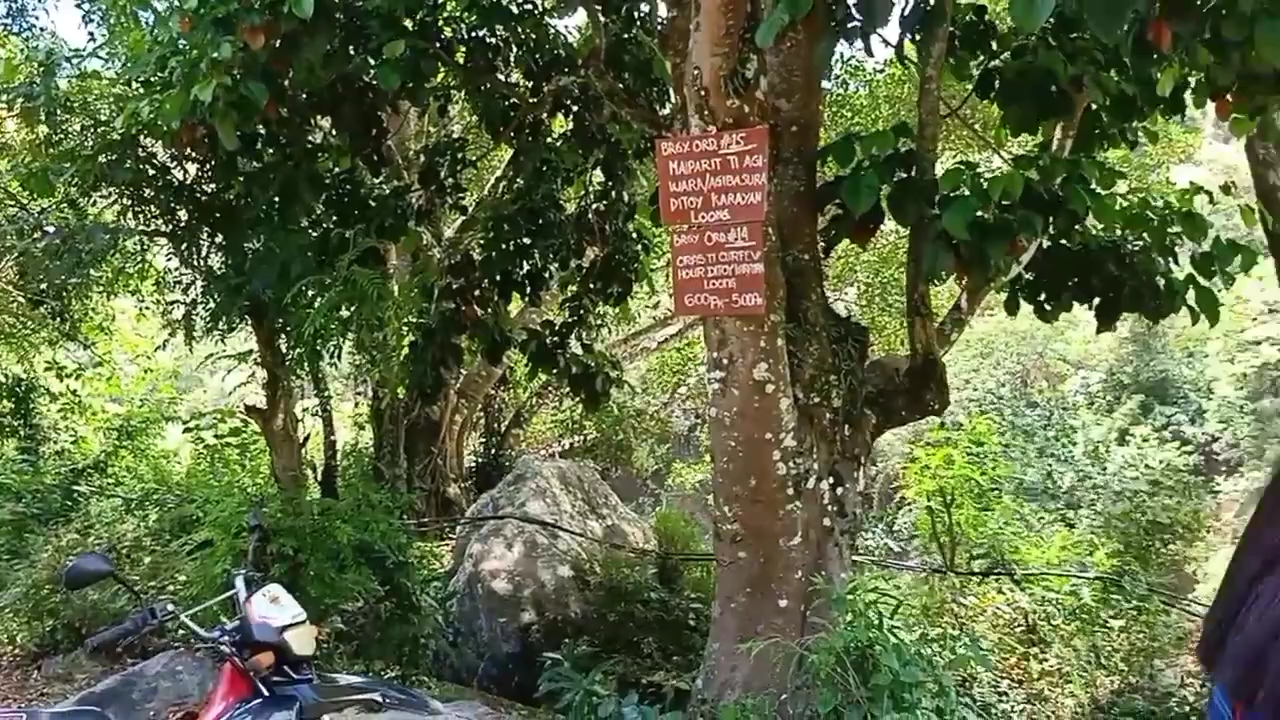 BRGY. ORD. #15
MAIPARIT TI AGI-
WARA/AGIBASURA
DITOY KARAYAN
LOONG.
BRGY ORD. #14
ORAS TI CURFEW
HOUR DITOY KARAYAN
LOONG
6:00PM-5:00AM